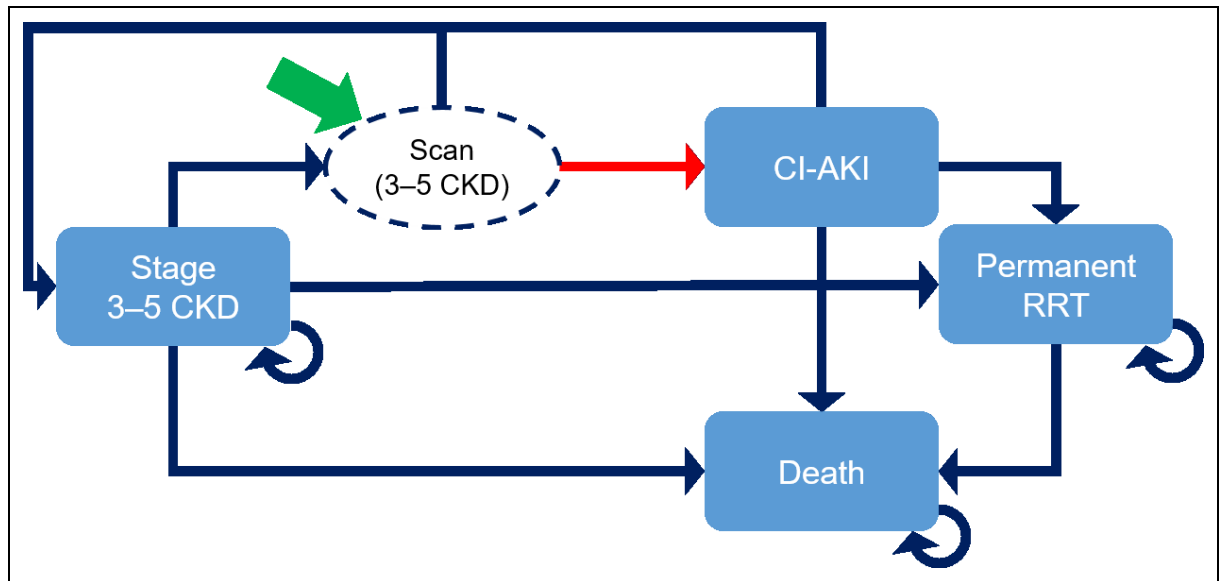 Scan
(3–5 CKD)
CI-AKI
Stage
3–5 CKD
Permanent
RRT
Death